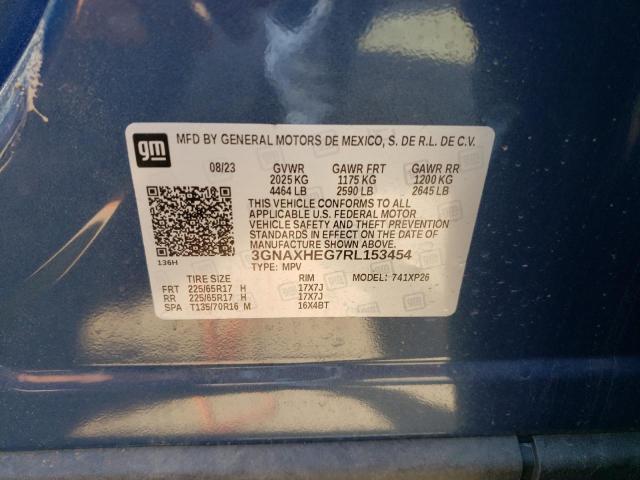 gm MFD BY GENERAL MOTORS DE MEXICO, S. DE R.L. DE C.V.
08/23 GVWR GAWR FRT GAWR RR
2025 KG 1175 KG 1200 KG
4464 LB 2590 LB 2645 LB
THIS VEHICLE CONFORMS TO ALL
APPLICABLE U.S. FEDERAL MOTOR
VEHICLE SAFETY AND THEFT PREVENTION
STANDARDS IN EFFECT ON THE DATE OF
MANUFACTURE SHOWN ABOVE.
136H 3GNAXHEG7RL153454
TYPE: MPV MODEL: 741XP26
TIRE SIZE RIM
FRT 225/65R17 H 17X7J
RR 225/65R17 H 17X7J
SPA T135/70R16 M 16X4BT